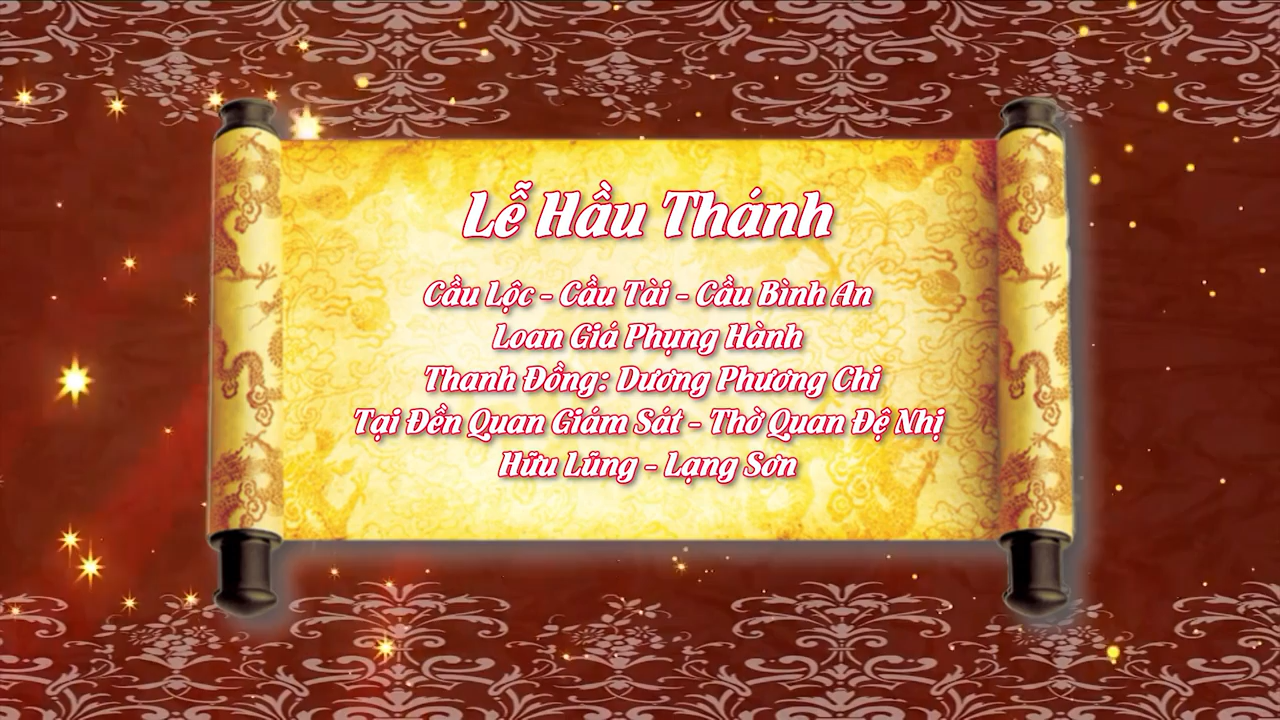 Lễ Hầu Thánh
Cầu Lộc - Cầu Tài - Cầu Bình An
Loan Giá Phụng Hành
Thanh Đồng: Dương Phương Chi
Tại Đền Quan Giám Sát - Thờ Quan Đệ Nhị
Hữu Lũng - Lạng Sơn